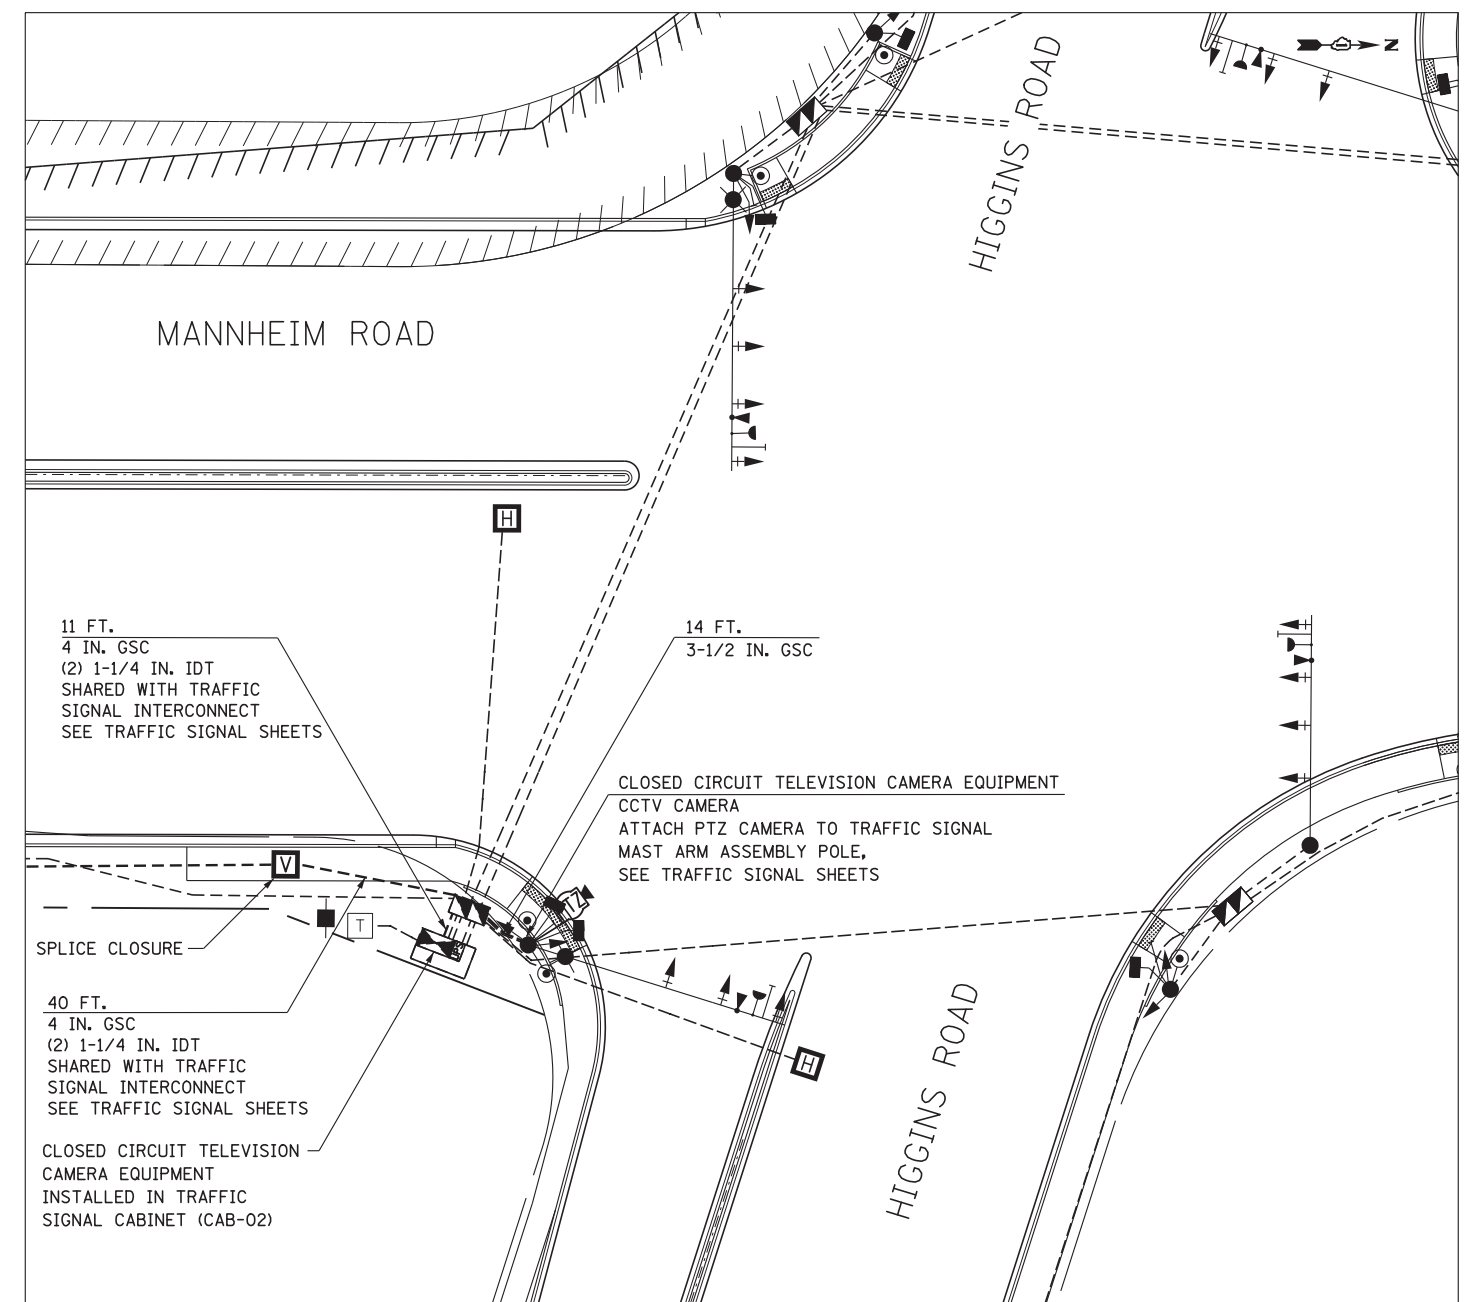 HIGGINS ROAD
N
MANNHEIM ROAD
H
11 FT.
4 IN. GSC
(2) 1-1/4 IN. IDT
SHARED WITH TRAFFIC
SIGNAL INTERCONNECT
SEE TRAFFIC SIGNAL SHEETS
14 FT.
3-1/2 IN. GSC
CLOSED CIRCUIT TELEVISION CAMERA EQUIPMENT
CCTV CAMERA
ATTACH PTZ CAMERA TO TRAFFIC SIGNAL
MAST ARM ASSEMBLY POLE,
SEE TRAFFIC SIGNAL SHEETS
V
T
SPLICE CLOSURE
40 FT.
4 IN. GSC
(2) 1-1/4 IN. IDT
SHARED WITH TRAFFIC
SIGNAL INTERCONNECT
SEE TRAFFIC SIGNAL SHEETS
H
HIGGINS ROAD
CLOSED CIRCUIT TELEVISION
CAMERA EQUIPMENT
INSTALLED IN TRAFFIC
SIGNAL CABINET (CAB-02)